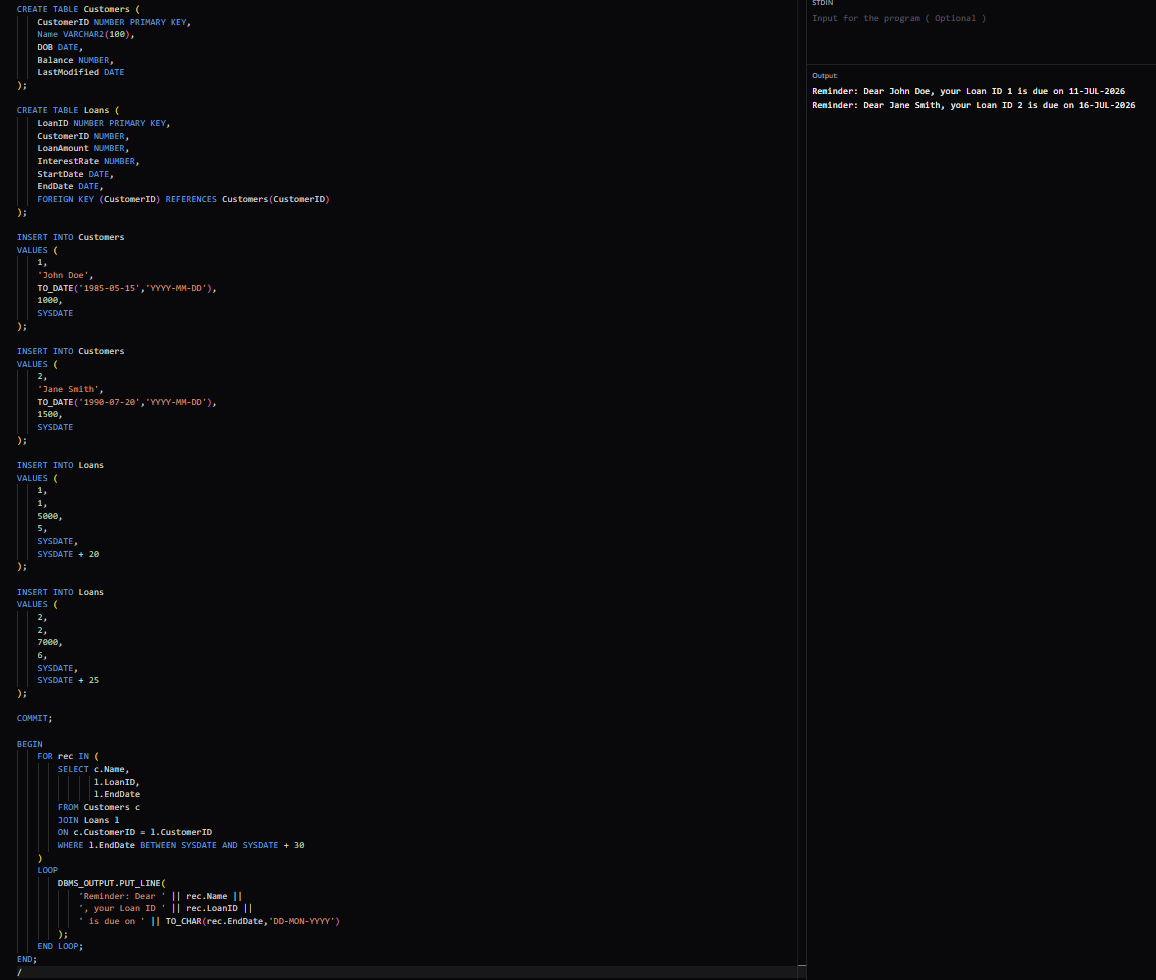 CREATE TABLE Customers (
CustomerID NUMBER PRIMARY KEY,
Name VARCHAR2(100),
DOB DATE,
Balance NUMBER,
LastModified DATE
);
CREATE TABLE Loans (
LoanID NUMBER PRIMARY KEY,
CustomerID NUMBER,
LoanAmount NUMBER,
InterestRate NUMBER,
StartDate DATE,
EndDate DATE,
FOREIGN KEY (CustomerID) REFERENCES Customers(CustomerID)
);
INSERT INTO Customers
VALUES (
1,
'John Doe',
TO_DATE('1985-05-15','YYYY-MM-DD'),
1000,
SYSDATE
);
INSERT INTO Customers
VALUES (
2,
'Jane Smith',
TO_DATE('1990-07-20','YYYY-MM-DD'),
1500,
SYSDATE
);
INSERT INTO Loans
VALUES (
1,
1,
5000,
5,
SYSDATE,
SYSDATE + 20
);
INSERT INTO Loans
VALUES (
2,
2,
7000,
6,
SYSDATE,
SYSDATE + 25
);
COMMIT;
BEGIN
FOR rec IN (
SELECT c.Name,
l.LoanID,
l.EndDate
FROM Customers c
JOIN Loans l
ON c.CustomerID = l.CustomerID
WHERE l.EndDate BETWEEN SYSDATE AND SYSDATE + 30
)
LOOP
DBMS_OUTPUT.PUT_LINE(
'Reminder: Dear ' || rec.Name ||
', your Loan ID ' || rec.LoanID ||
' is due on ' || TO_CHAR(rec.EndDate,'DD-MON-YYYY')
);
END LOOP;
END;
/
STDIN
Input for the program ( Optional )
Output:
Reminder: Dear John Doe, your Loan ID 1 is due on 11-JUL-2026
Reminder: Dear Jane Smith, your Loan ID 2 is due on 16-JUL-2026